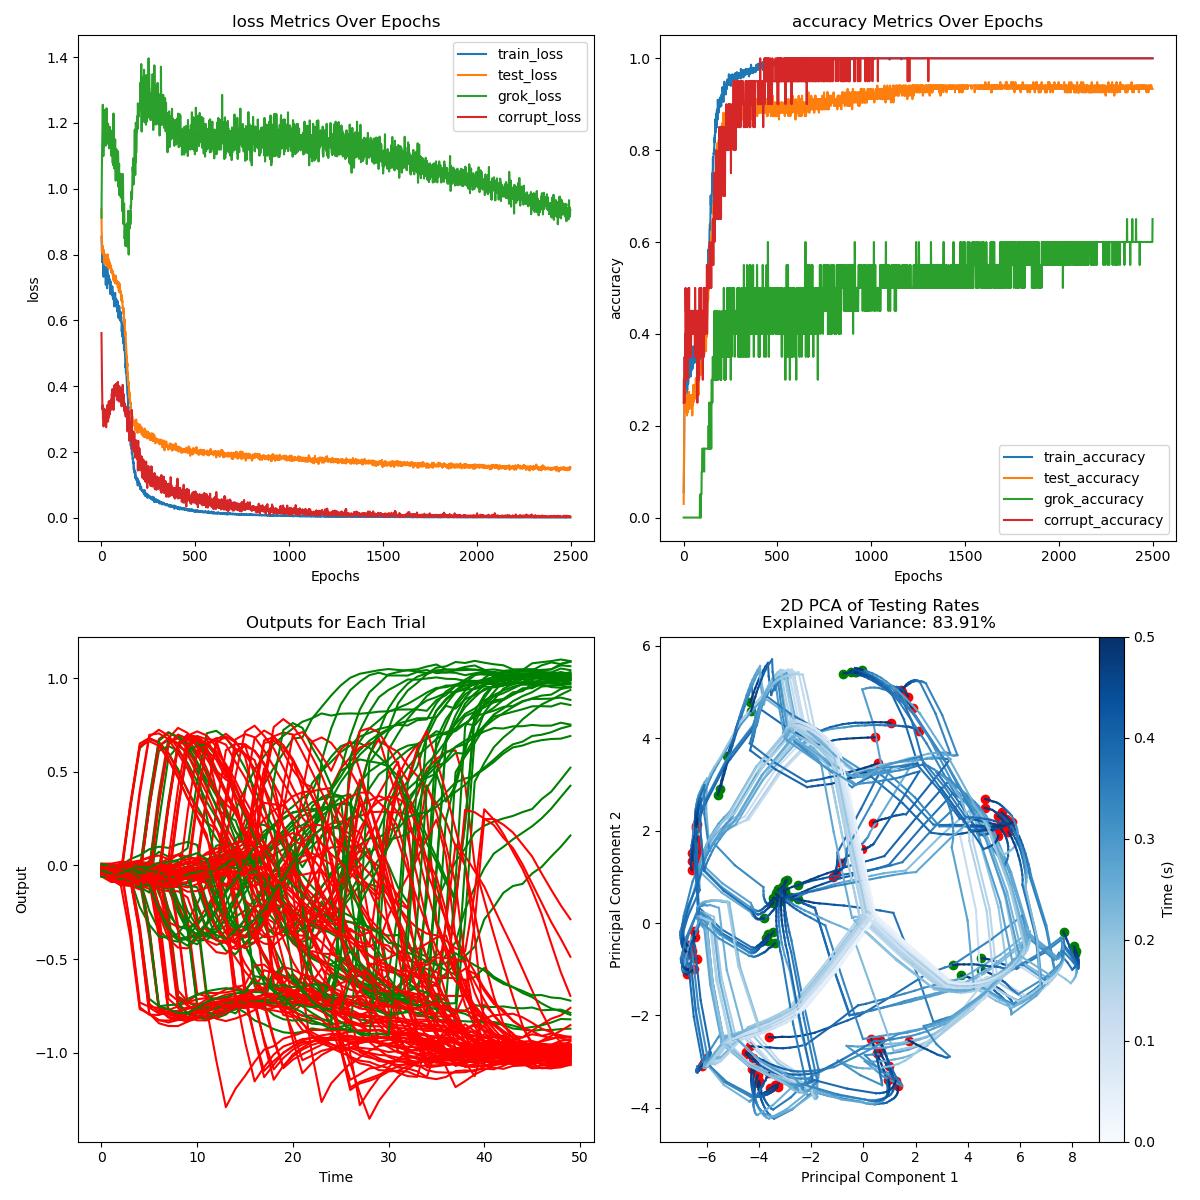 loss Metrics Over Epochs
1.4
1.2
1.0
0.8
0.6
0.4
0.2
0.0
loss
train_loss
test_loss
grok_loss
corrupt_loss
0
500
1000
1500
2000
2500
Epochs
accuracy Metrics Over Epochs
1.0
0.8
0.6
0.4
0.2
0.0
accuracy
train_accuracy
test_accuracy
grok_accuracy
corrupt_accuracy
0
500
1000
1500
2000
2500
Epochs
Outputs for Each Trial
1.0
0.5
0.0
−0.5
−1.0
Output
0
10
20
30
40
50
Time
2D PCA of Testing Rates
Explained Variance: 83.91%
6
4
2
0
−2
−4
Principal Component 2
−6
−4
−2
0
2
4
6
8
Principal Component 1
0.5
0.4
0.3
0.2
0.1
0.0
Time (s)